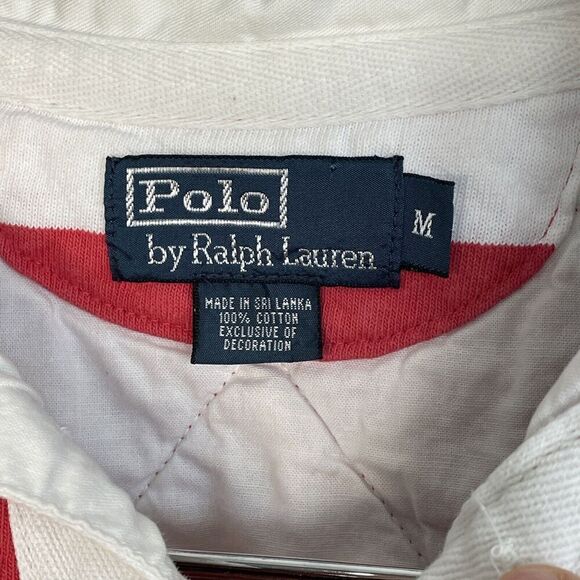 Polo
by Ralph Lauren
M
MADE IN SRI LANKA
100% COTTON
EXCLUSIVE OF
DECORATION